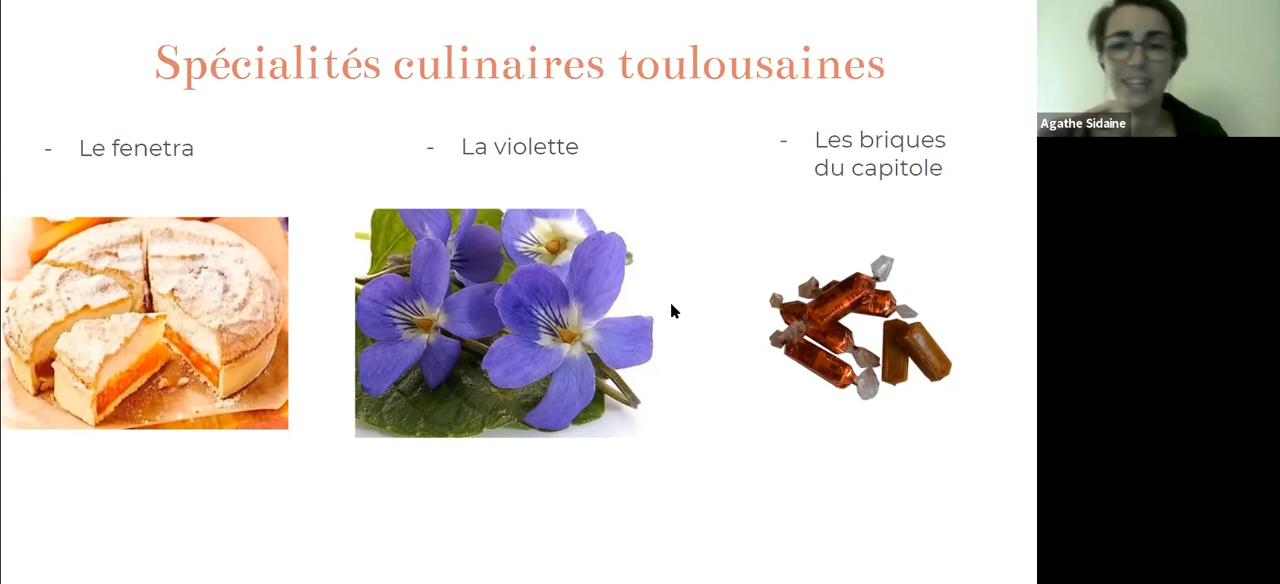 Spécialités culinaires toulousaines
- Le fenetra
- La violette
- Les briques
du capitole
Agathe Sidaine